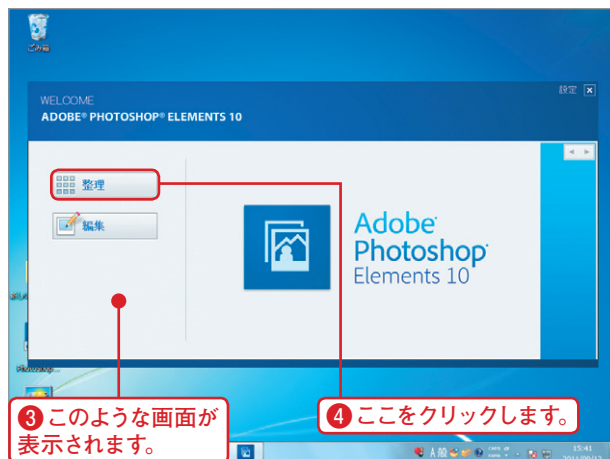 ごみ箱
設定
WELCOME
ADOBE® PHOTOSHOP® ELEMENTS 10
整理
編集
Adobe®
Photoshop®
Elements 10
Photoshop...
❸ このような画面が
表示されます。
❹ ここをクリックします。
A 般
15:41